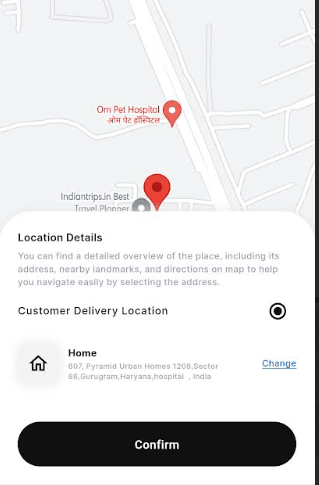 Om Pet Hospital
ओम पेट हॉस्पिटल
Indiantrips.in Best
Travel Planner
Location Details
You can find a detailed overview of the place, including its
address, nearby landmarks, and directions on map to help
you navigate easily by selecting the address.
Customer Delivery Location
Home
607, Pyramid Urban Homes 120B,Sector
86,Gurugram,Haryana,hospital , India
Change
Confirm